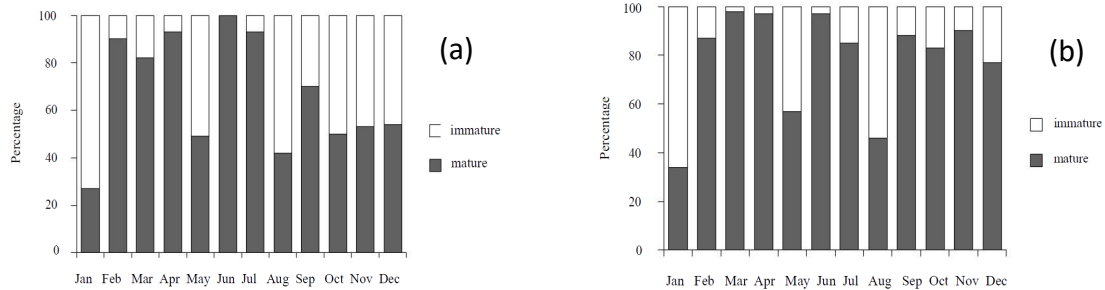 100
80
60
40
20
0
Percentage
Jan Feb Mar Apr May Jun Jul Aug Sep Oct Nov Dec
(a)
immature
mature
100
80
60
40
20
0
Percentage
Jan Feb Mar Apr May Jun Jul Aug Sep Oct Nov Dec
(b)
immature
mature